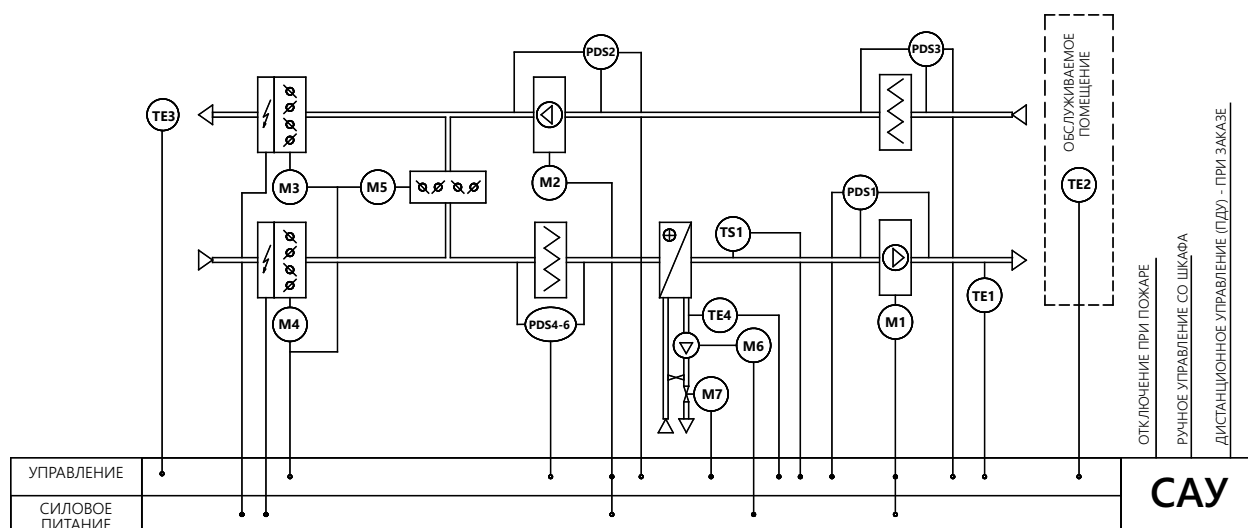 PDS2
PDS3
ОБСЛУЖИВАЕМОЕ
ПОМЕЩЕНИЕ
TE3
M3
M5
M2
PDS1
TE2
TS1
TE1
M4
PDS4-6
TE4
M6
M1
M7
ОТКЛЮЧЕНИЕ ПРИ ПОЖАРЕ
РУЧНОЕ УПРАВЛЕНИЕ СО ШКАФА
ДИСТАНЦИОННОЕ УПРАВЛЕНИЕ (ПДУ) - ПРИ ЗАКАЗЕ
УПРАВЛЕНИЕ
САУ
СИЛОВОЕ
ПИТАНИЕ